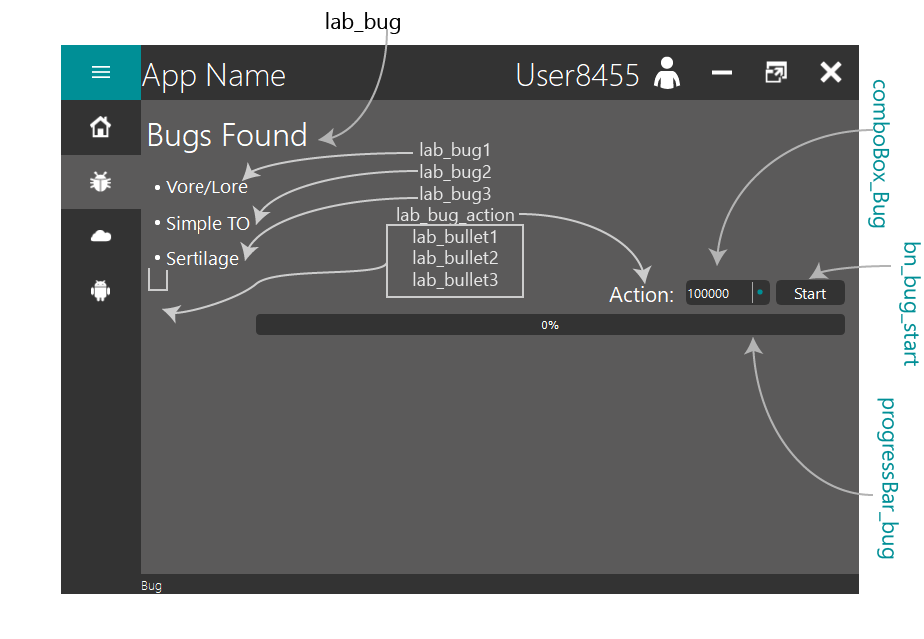 lab_bug
App Name
User8455
Bugs Found
lab_bug1
lab_bug2
lab_bug3
lab_bug_action
lab_bullet1
lab_bullet2
lab_bullet3
• Vore/Lore
• Simple TO
• Sertilage
Action:
100000
Start
0%
comboBox_Bug
bn_bug_start
progressBar_bug
Bug